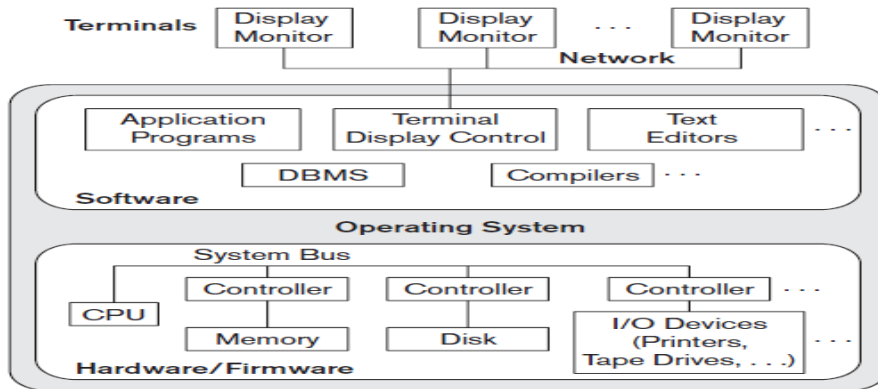 Terminals
Display Monitor
Display Monitor
. . .
Display Monitor
Network
Application Programs
Terminal Display Control
Text Editors
. . .
DBMS
Compilers
. . .
Software
Operating System
System Bus
CPU
Controller
Controller
Controller
. . .
Memory
Disk
I/O Devices
(Printers,
Tape Drives, . . .)
. . .
Hardware/Firmware